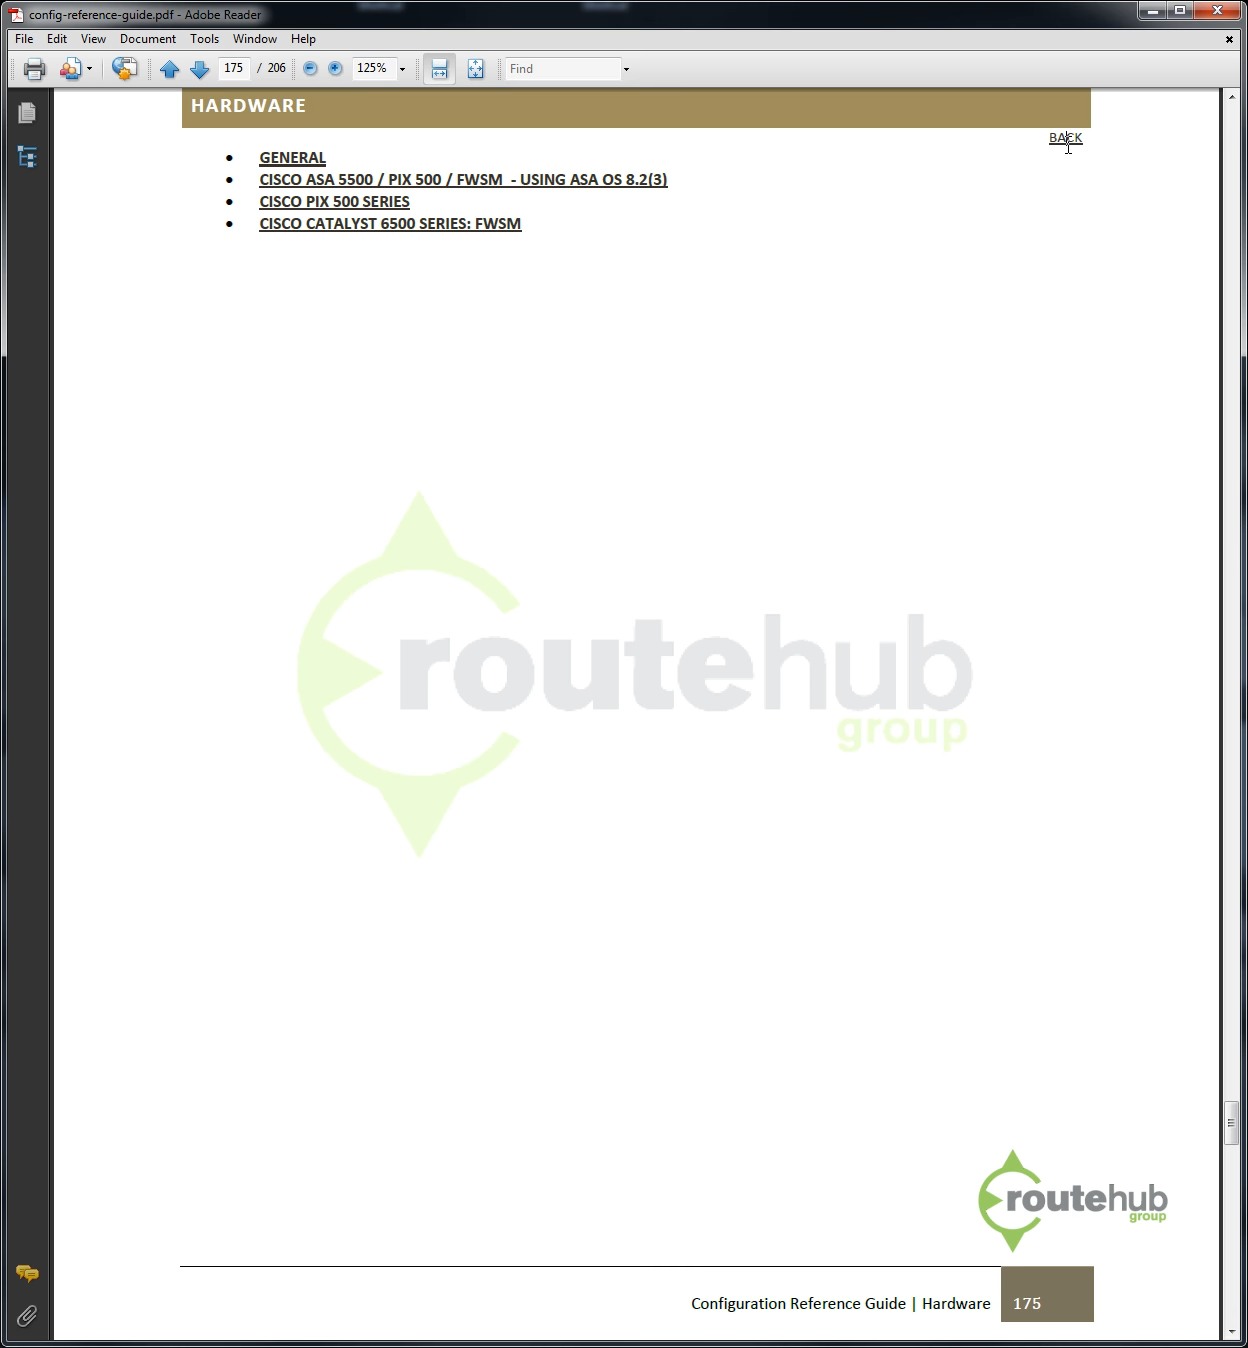 config-reference-guide.pdf - Adobe Reader
File Edit View Document Tools Window Help
175 / 206 125% Find
HARDWARE
BACK
• GENERAL
• CISCO ASA 5500 / PIX 500 / FWSM - USING ASA OS 8.2(3)
• CISCO PIX 500 SERIES
• CISCO CATALYST 6500 SERIES: FWSM
routehub
group
routehub
group
Configuration Reference Guide | Hardware 175